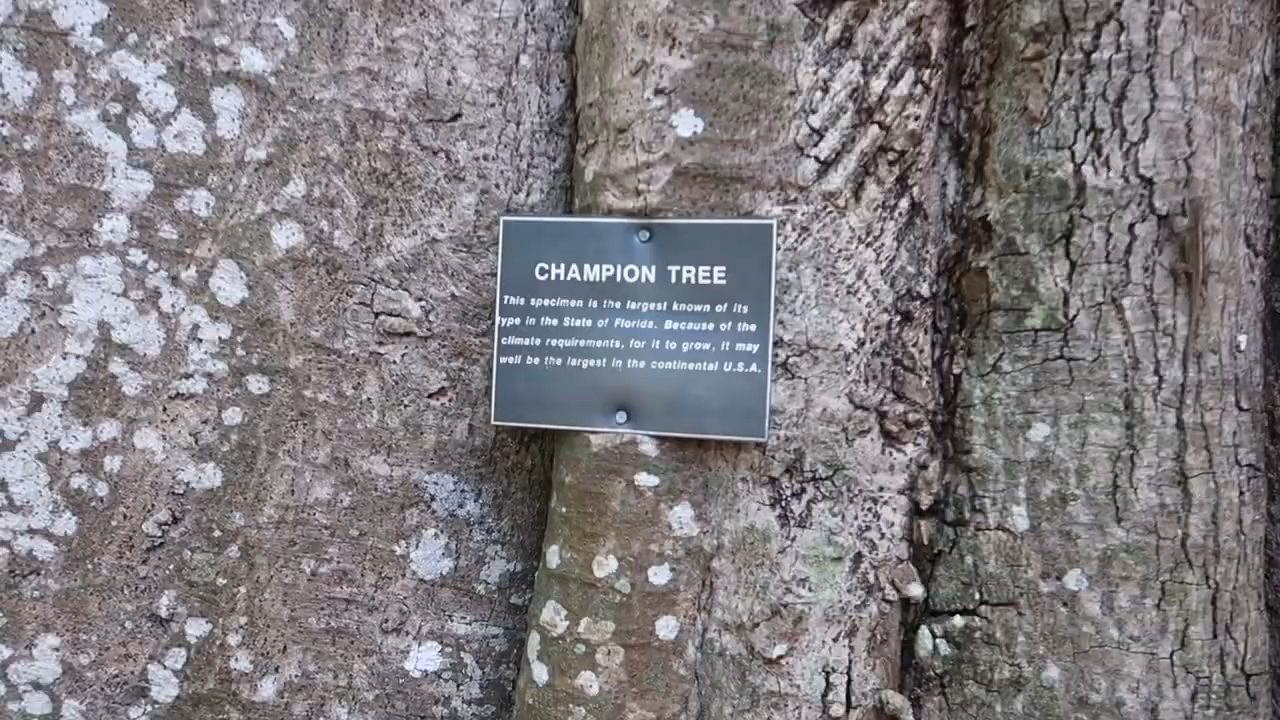 CHAMPION TREE
This specimen is the largest known of its
type in the State of Florida. Because of the
climate requirements, for it to grow, it may
well be the largest in the continental U.S.A.